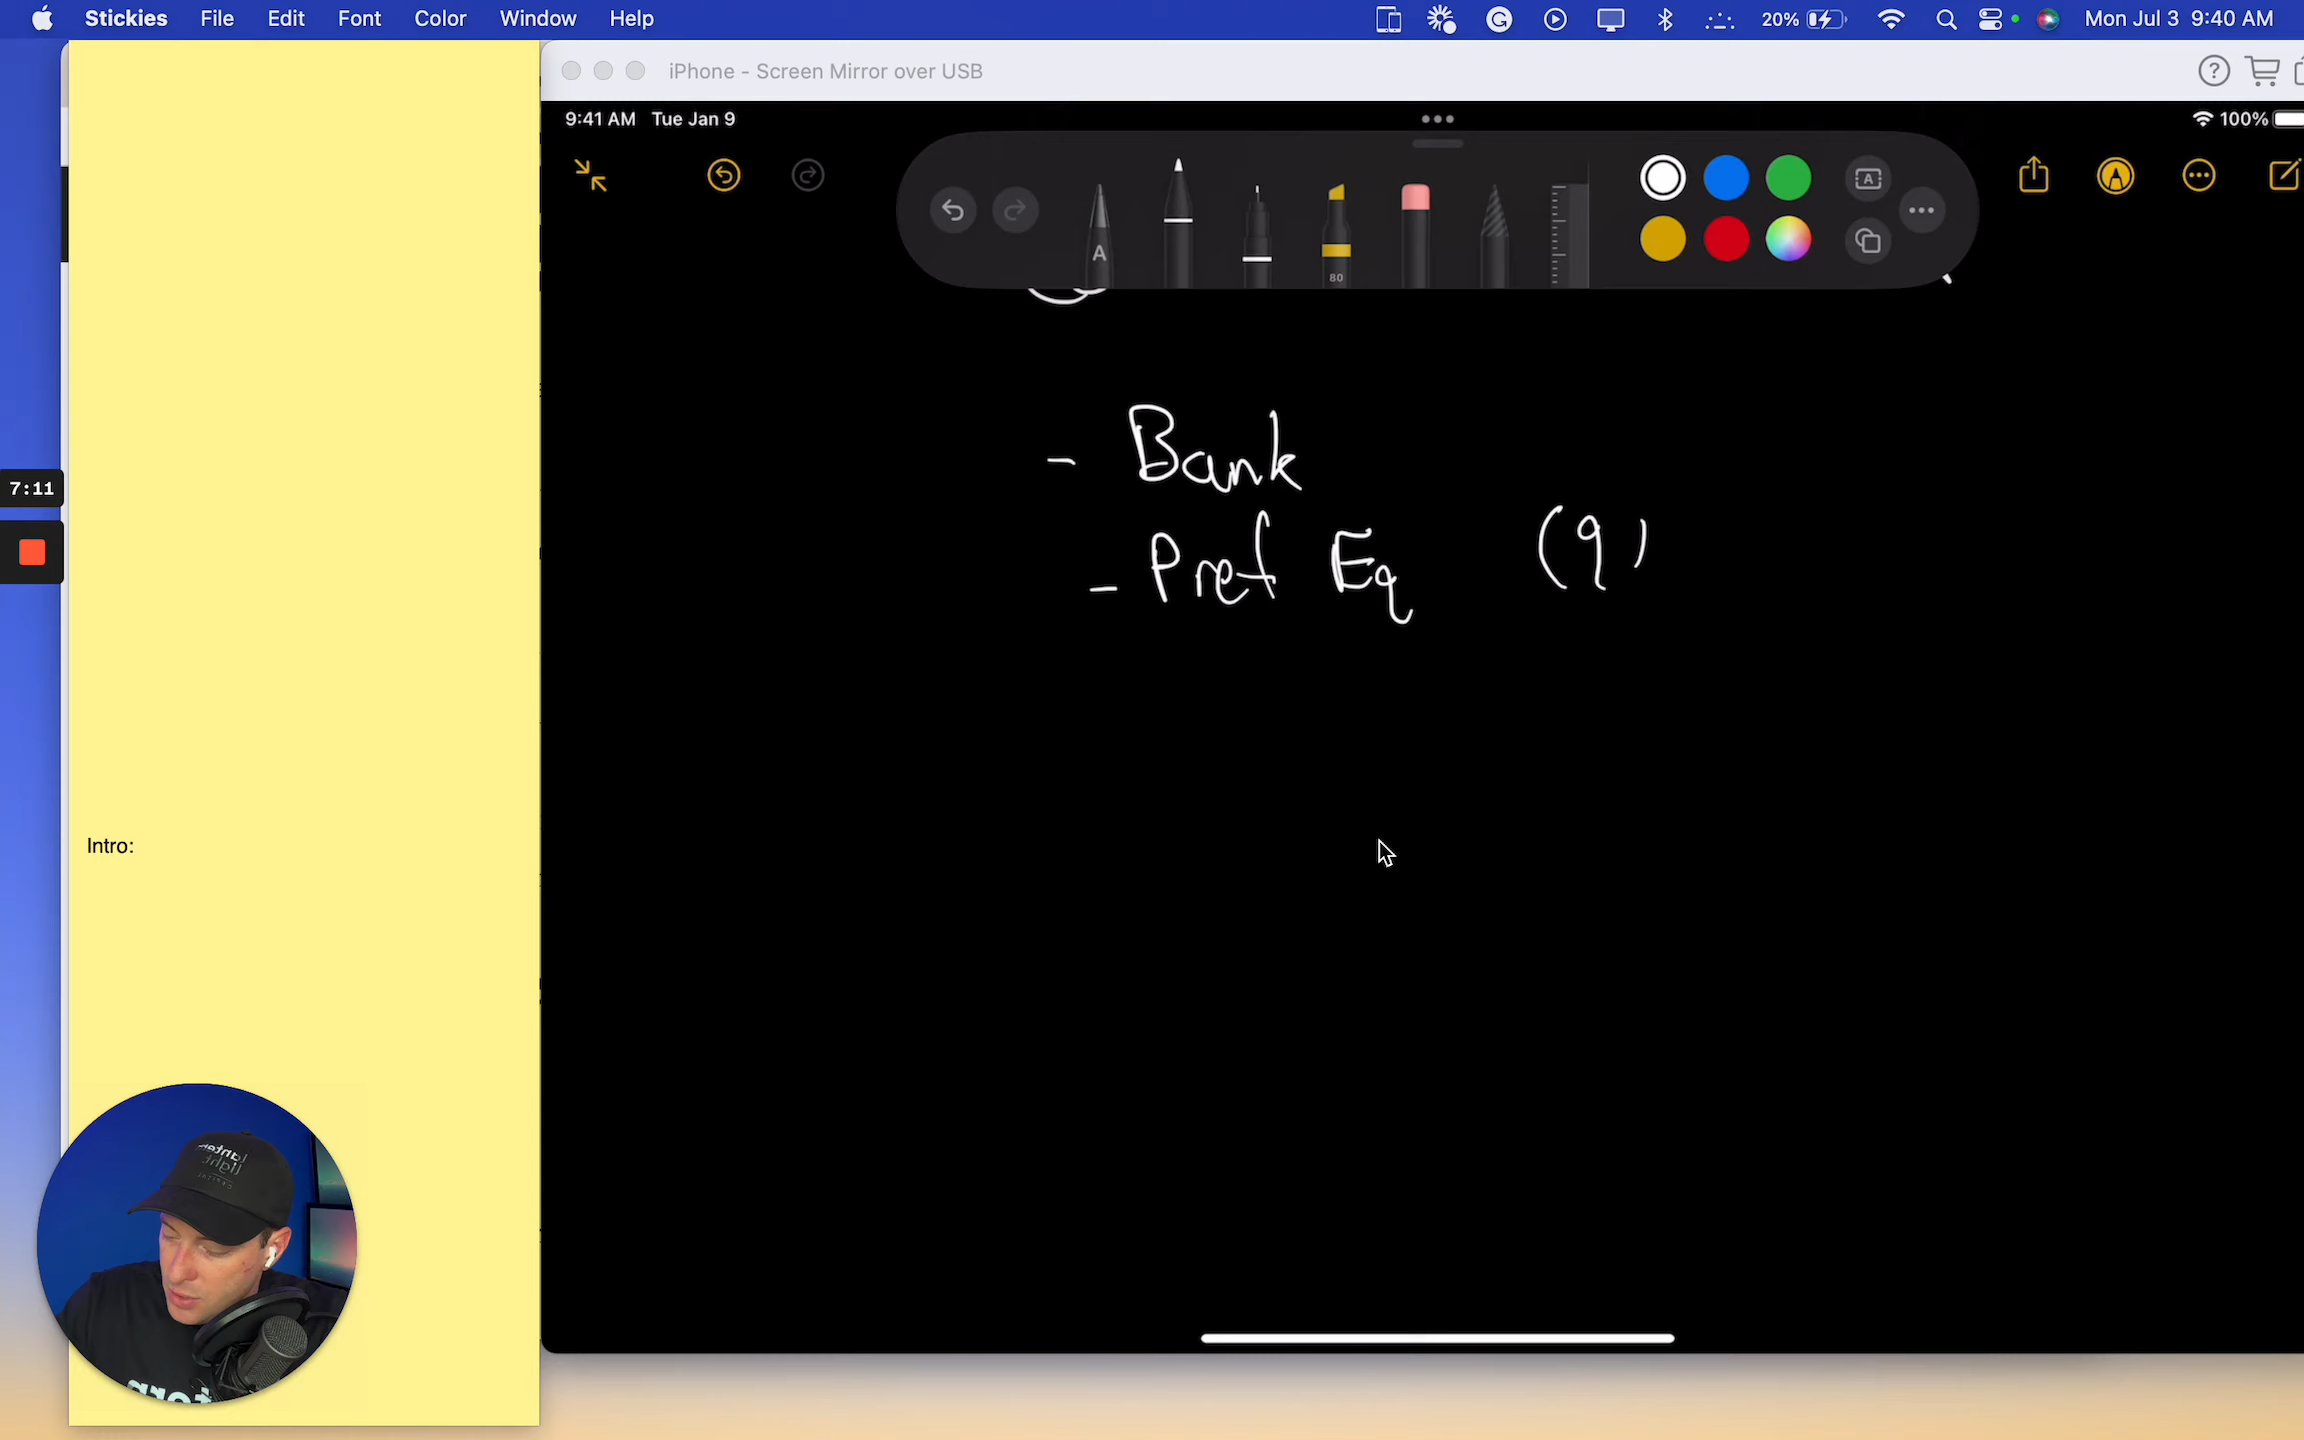 Stickies File Edit Font Color Window Help 20% Mon Jul 3 9:40 AM
iPhone - Screen Mirror over USB
9:41 AM Tue Jan 9 100%
A
80
A
- Bank
7:11
- Pref Eq (9)
Intro: